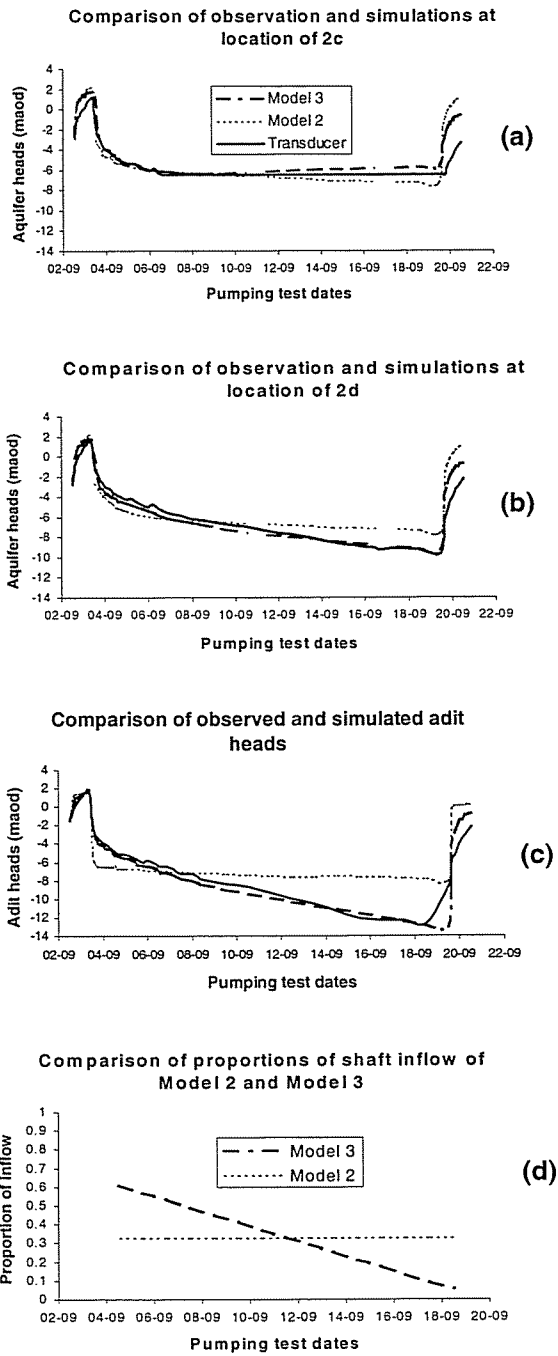 Comparison of observation and simulations at
location of 2c
Aquifer heads (maod)
4
2
0
-2
-4
-6
-8
-10
-12
-14
Model 3
Model 2
Transducer
(a)
02-09 04-09 06-09 08-09 10-09 12-09 14-09 16-09 18-09 20-09 22-09
Pumping test dates
Comparison of observation and simulations at
location of 2d
Aquifer heads (maod)
4
2
0
-2
-4
-6
-8
-10
-12
-14
(b)
02-09 04-09 06-09 08-09 10-09 12-09 14-09 16-09 18-09 20-09 22-09
Pumping test dates
Comparison of observed and simulated adit
heads
Adit heads (maod)
4
2
0
-2
-4
-6
-8
-10
-12
-14
(c)
02-09 04-09 06-09 08-09 10-09 12-09 14-09 16-09 18-09 20-09 22-09
Pumping test dates
Comparison of proportions of shaft inflow of
Model 2 and Model 3
Proportion of inflow
1
0.9
0.8
0.7
0.6
0.5
0.4
0.3
0.2
0.1
0
Model 3
Model 2
(d)
02-09 04-09 06-09 08-09 10-09 12-09 14-09 16-09 18-09 20-09
Pumping test dates